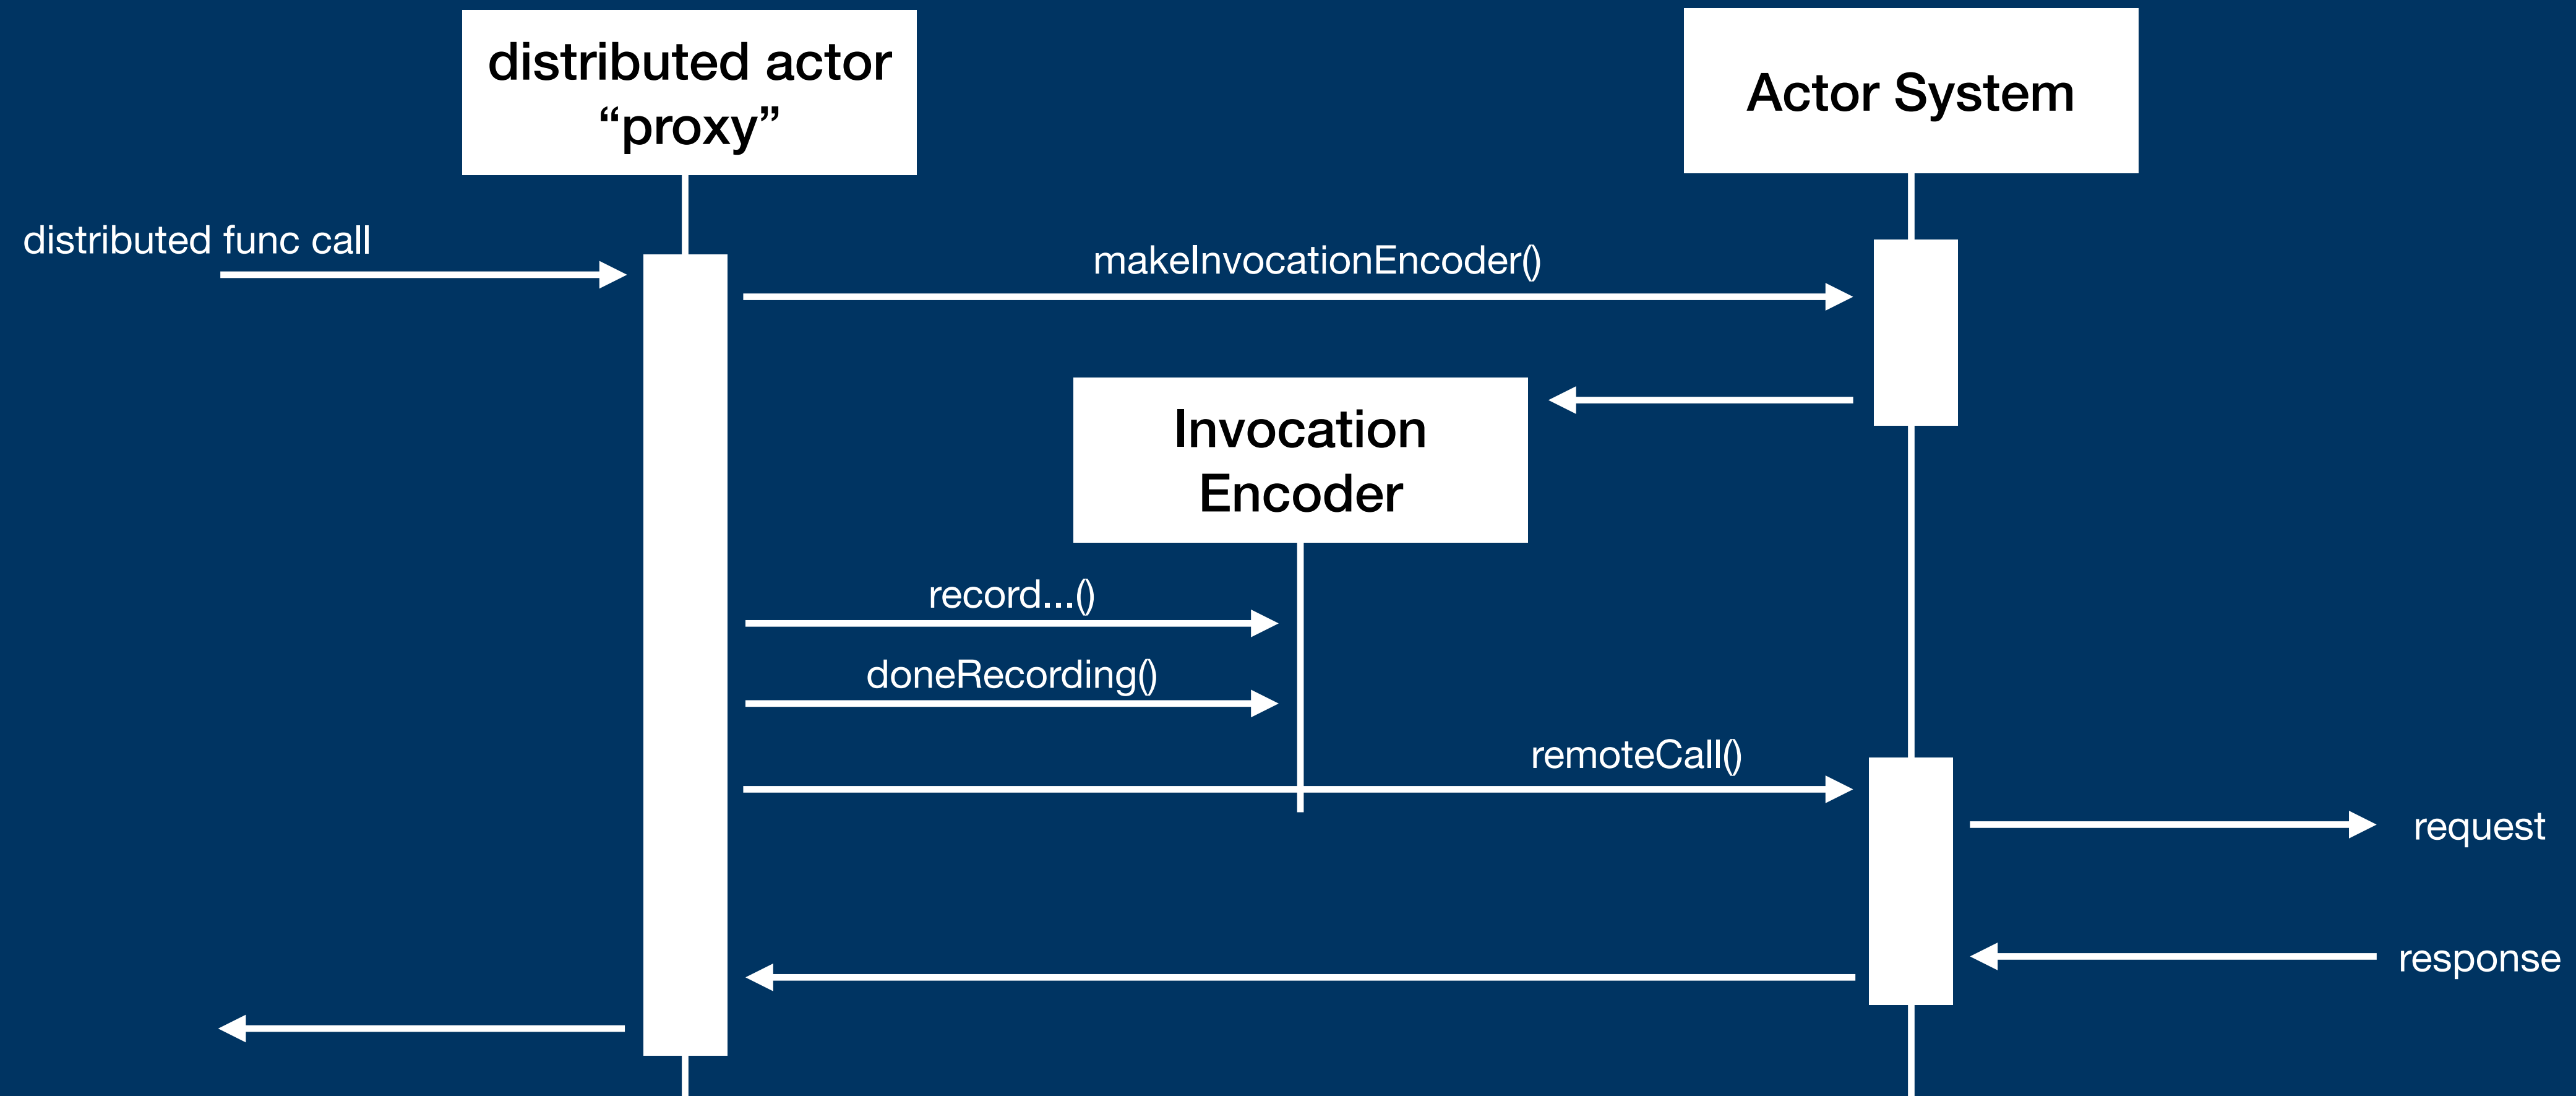 distributed actor
“proxy”
Actor System
distributed func call
makeInvocationEncoder()
Invocation
Encoder
record...()
doneRecording()
remoteCall()
request
response